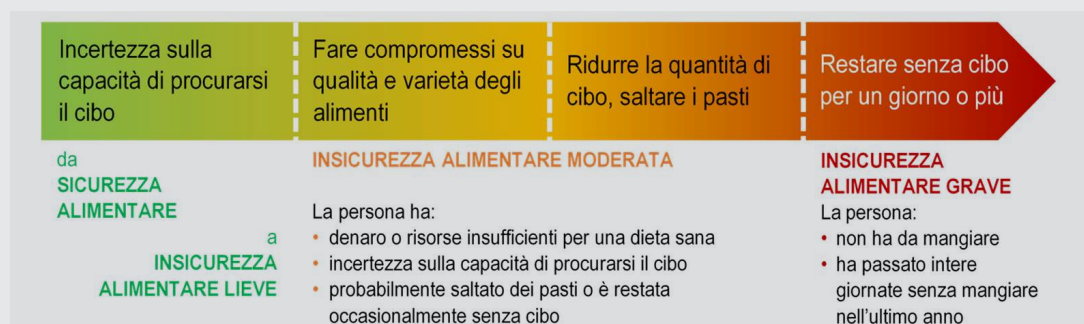 Incertezza sulla
capacità di procurarsi
il cibo
Fare compromessi su
qualità e varietà degli
alimenti
Ridurre la quantità di
cibo, saltare i pasti
Restare senza cibo
per un giorno o più
da
SICUREZZA
ALIMENTARE
a
INSICUREZZA
ALIMENTARE LIEVE
INSICUREZZA ALIMENTARE MODERATA
La persona ha:
• denaro o risorse insufficienti per una dieta sana
• incertezza sulla capacità di procurarsi il cibo
• probabilmente saltato dei pasti o è restata
occasionalmente senza cibo
INSICUREZZA
ALIMENTARE GRAVE
La persona:
• non ha da mangiare
• ha passato intere
giornate senza mangiare
nell'ultimo anno